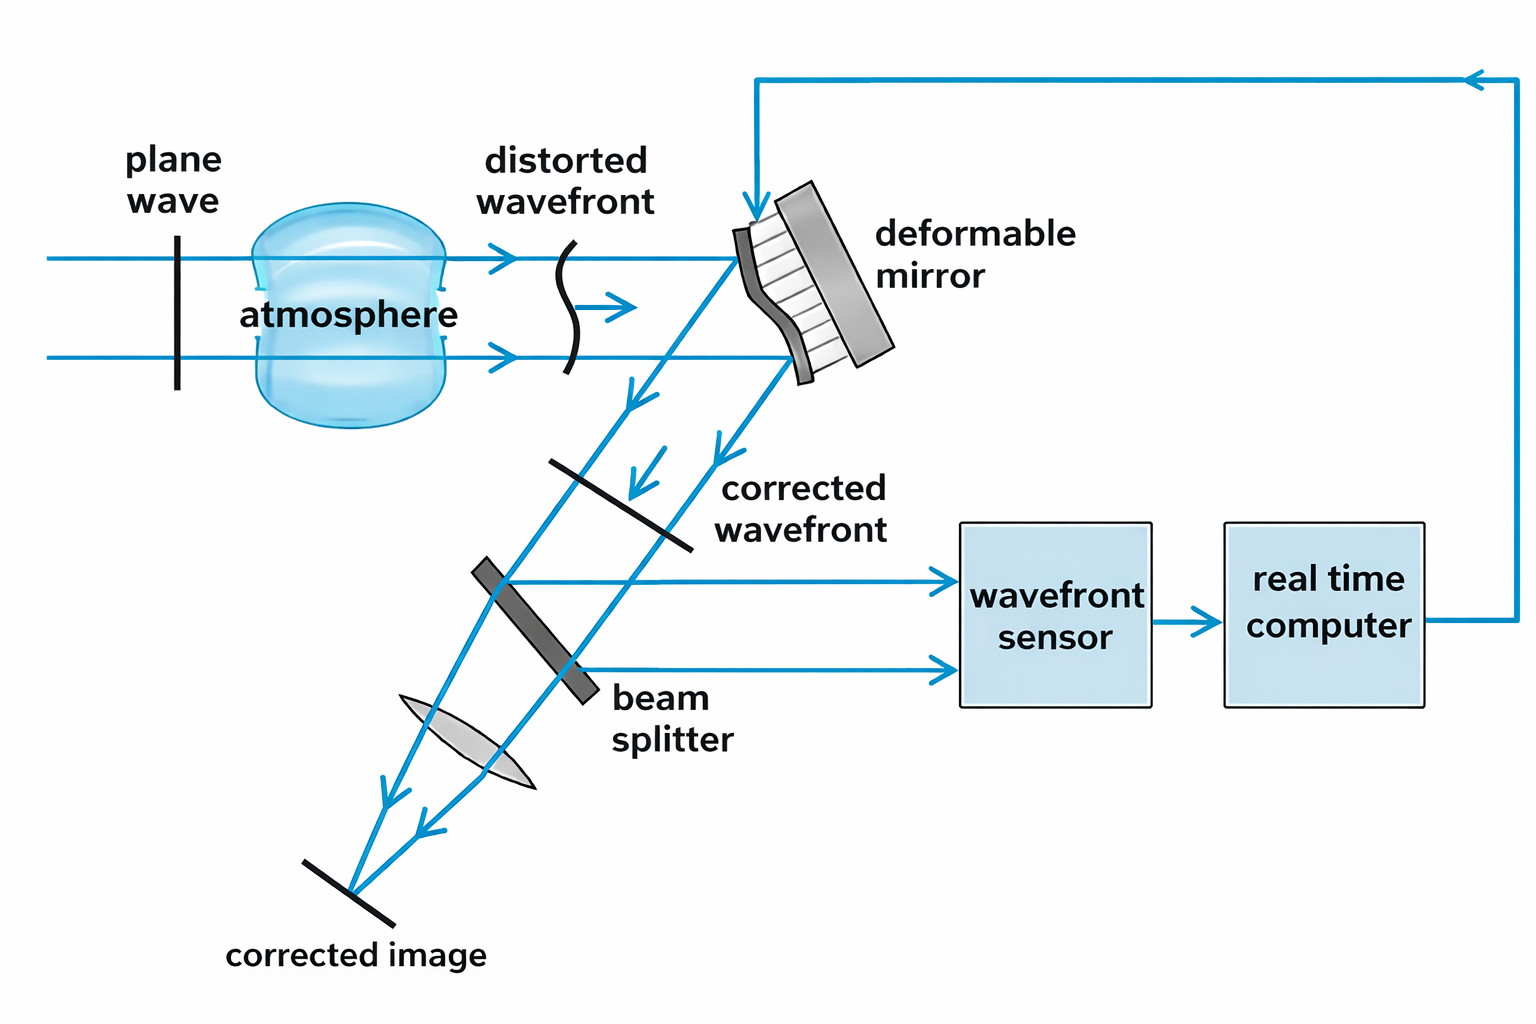 plane
wave
distorted
wavefront
atmosphere
deformable
mirror
corrected
wavefront
wavefront
sensor
real time
computer
beam
splitter
corrected image